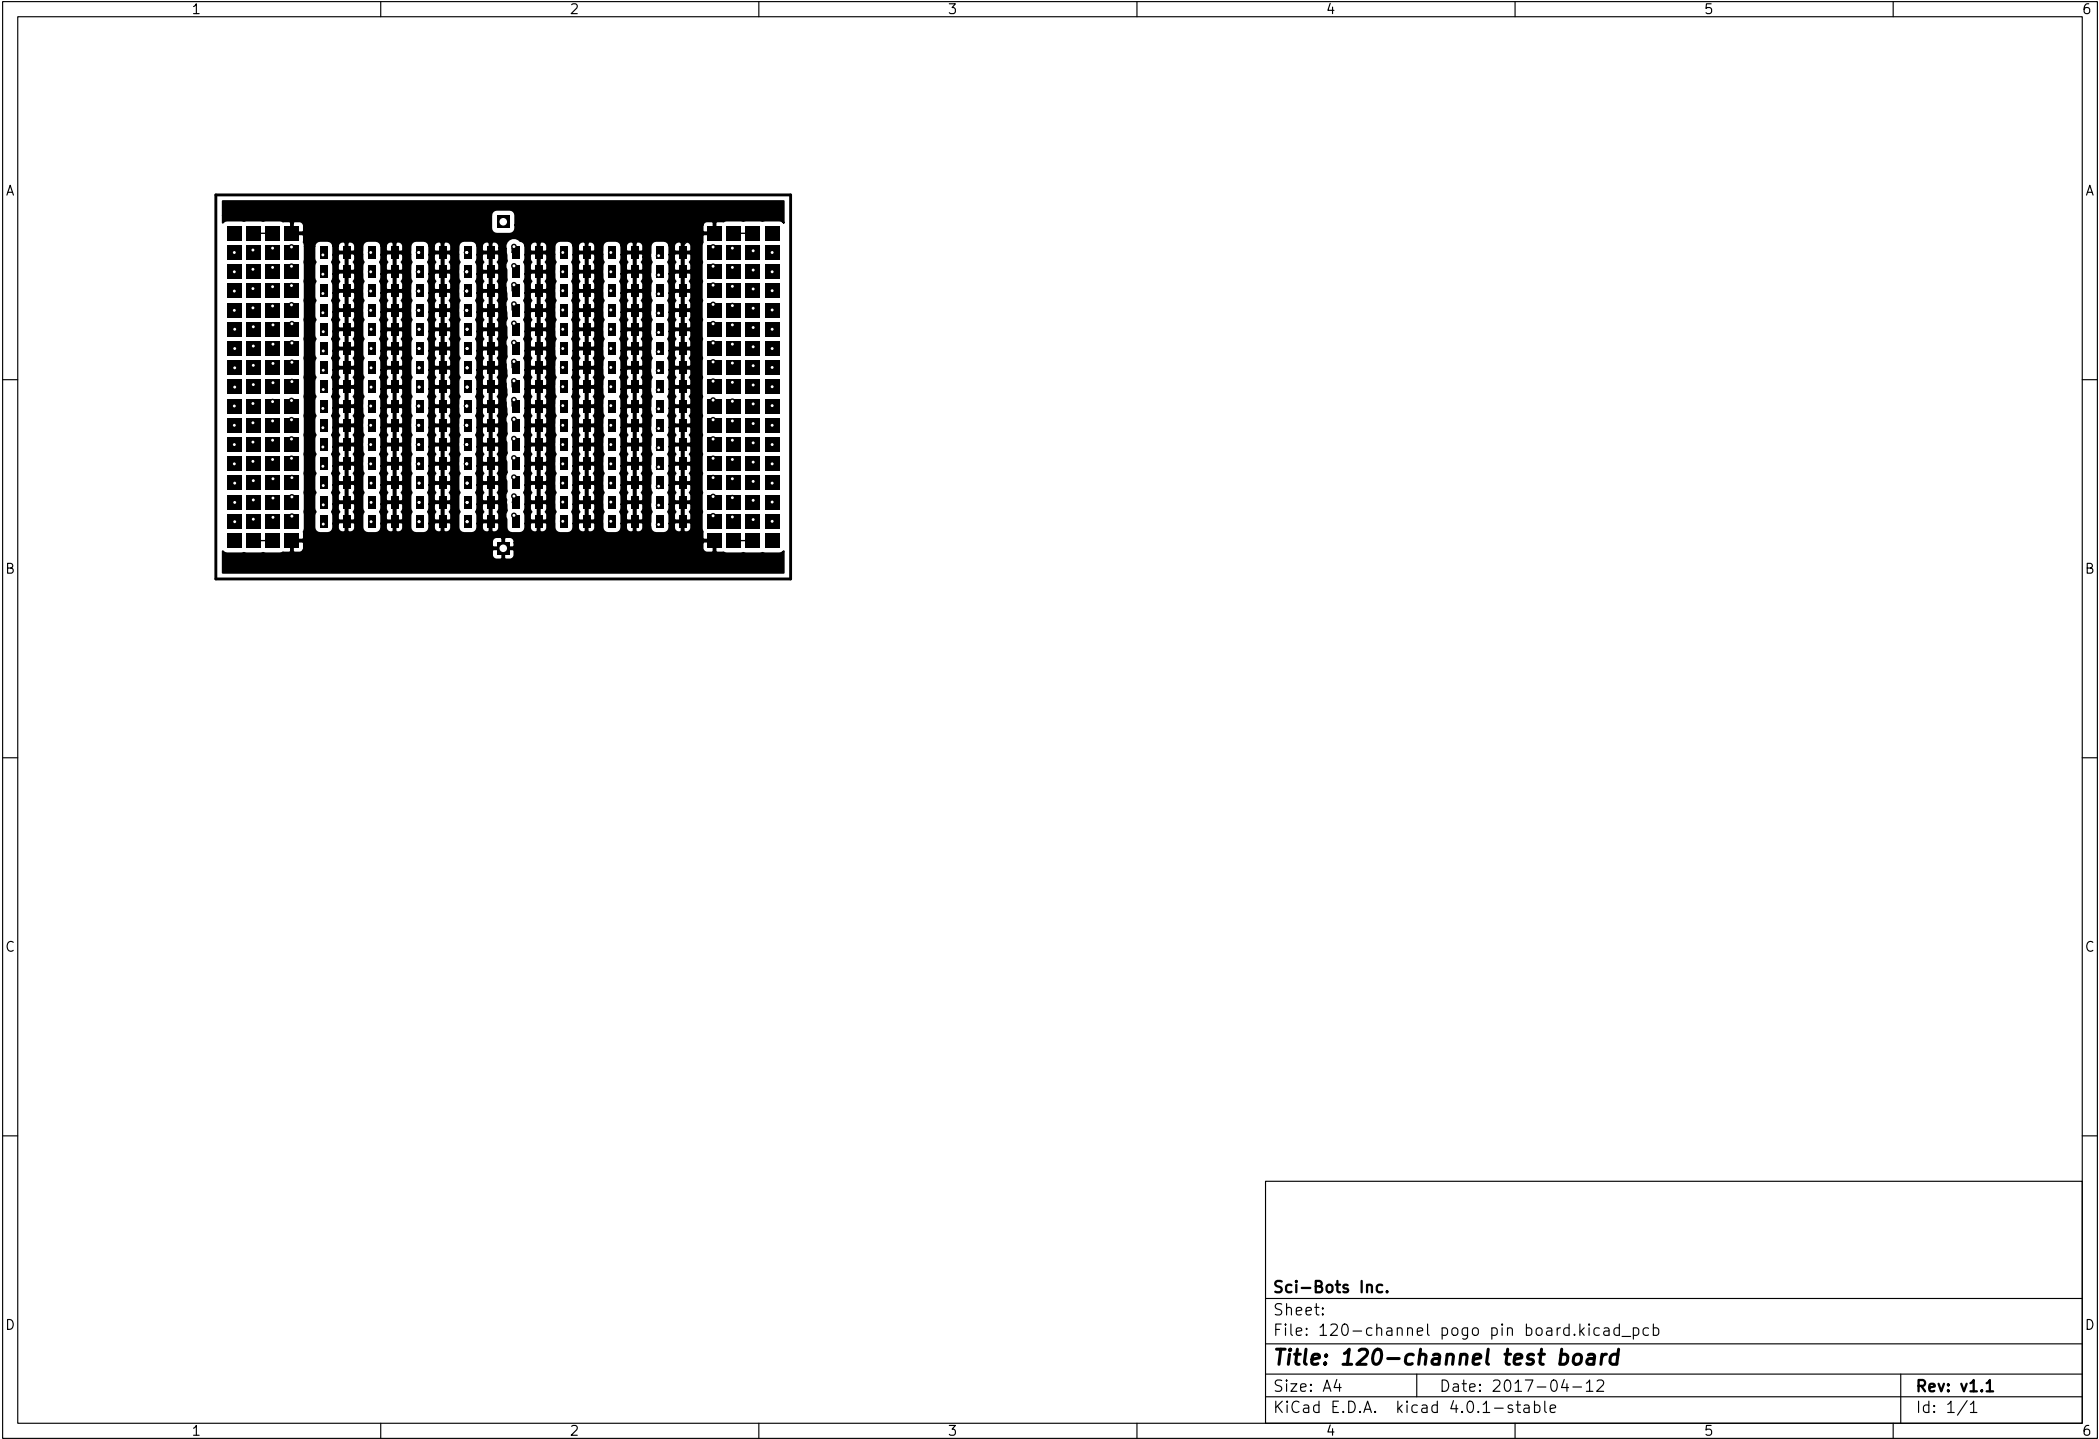 1 2 3 4 5 6
A A
B B
C C
Sci-Bots Inc.
Sheet:
D D
File: 120-channel pogo pin board.kicad_pcb
Title: 120-channel test board
Size: A4 Date: 2017-04-12 Rev: v1.1
KiCad E.D.A. kicad 4.0.1-stable Id: 1/1
1 2 3 4 5 6